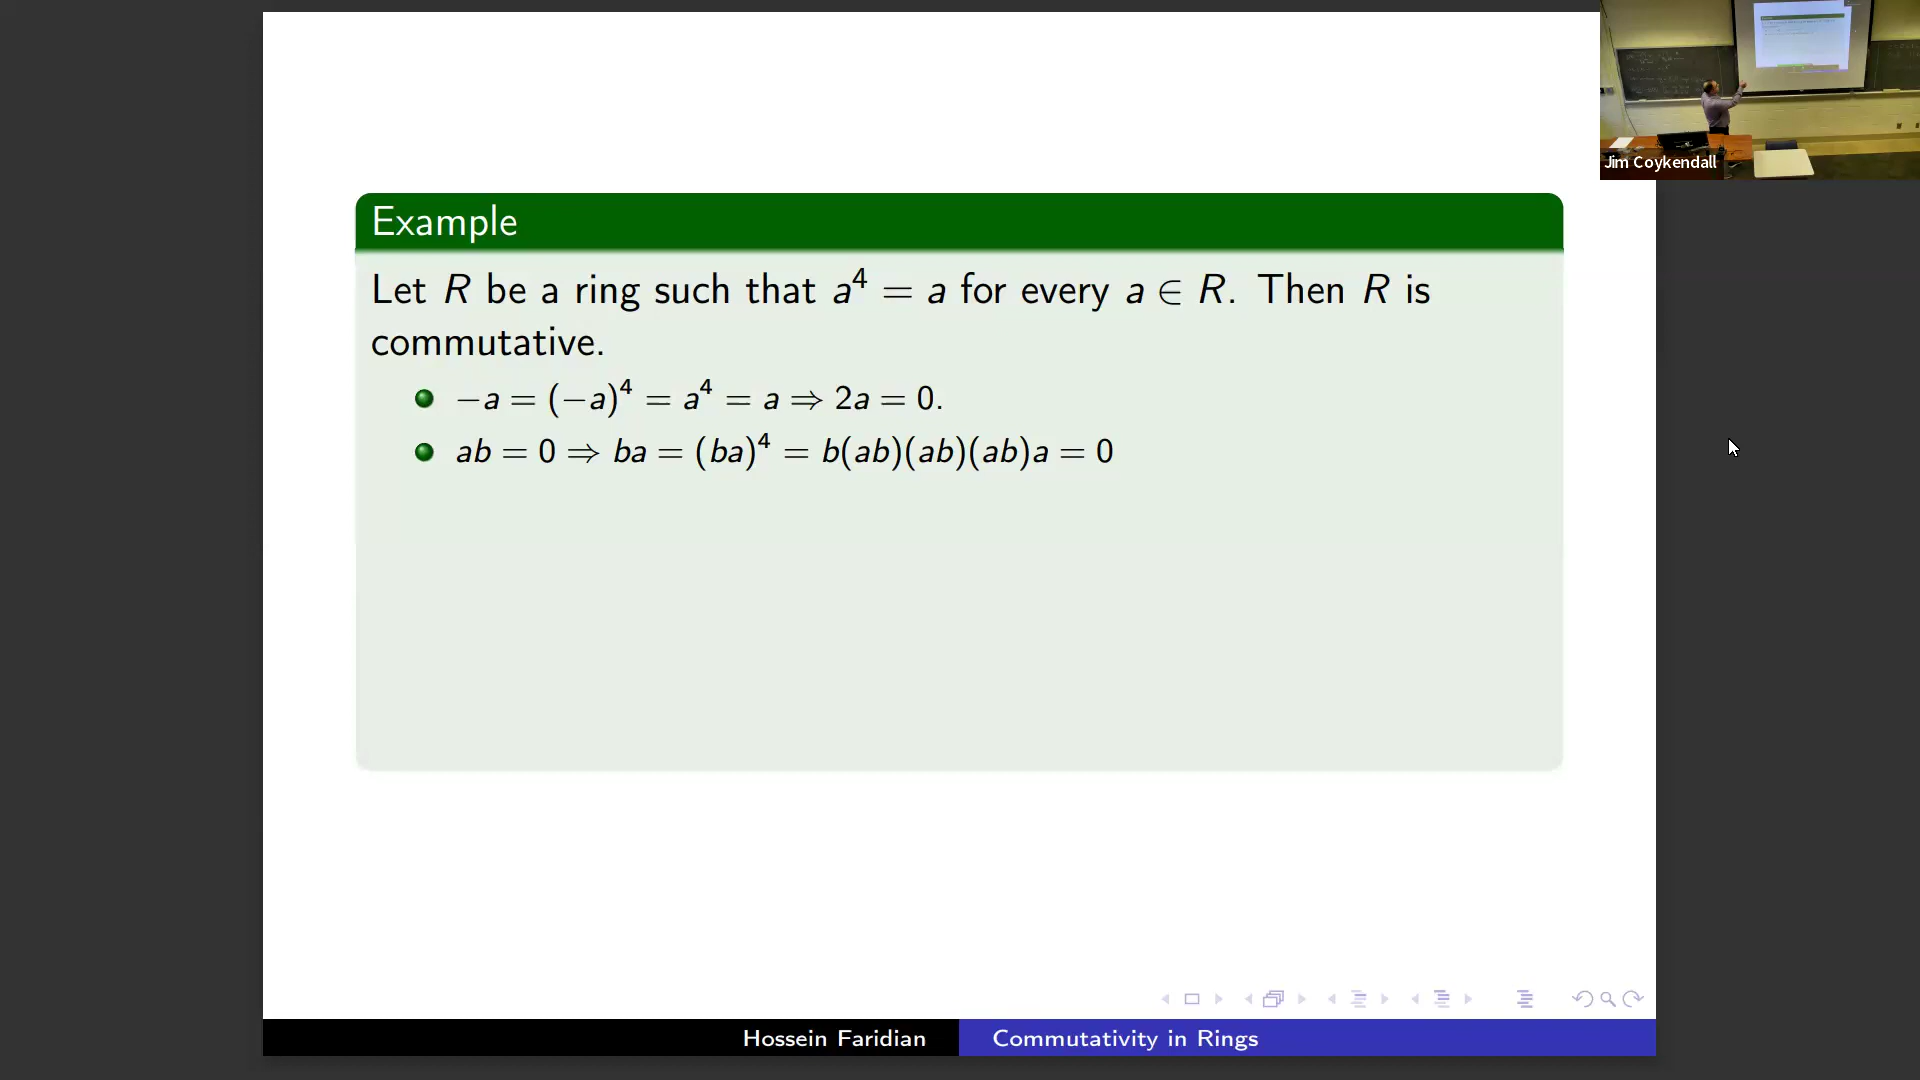 Jim Coykendall
Example
Let R be a ring such that a⁴ = a for every a ∈ R. Then R is
commutative.
−a = (−a)⁴ = a⁴ = a ⇒ 2a = 0.
ab = 0 ⇒ ba = (ba)⁴ = b(ab)(ab)(ab)a = 0
Hossein Faridian
Commutativity in Rings